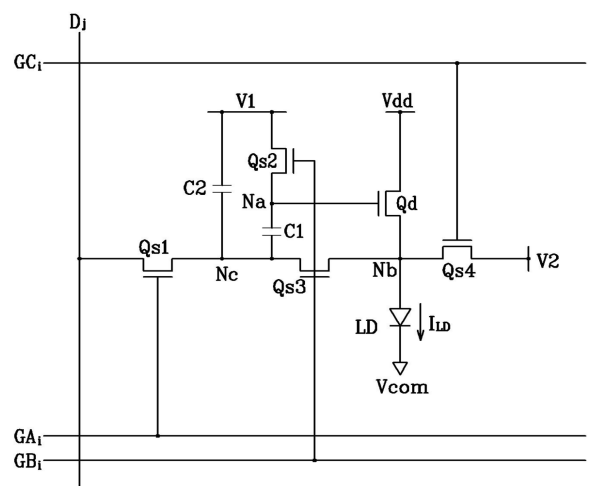 Dj
GCi
V1
Vdd
Qs2
C2
Na
Qd
C1
Qs1
Nc
Qs3
Nb
Qs4
V2
LD
ILD
Vcom
GAi
GBi